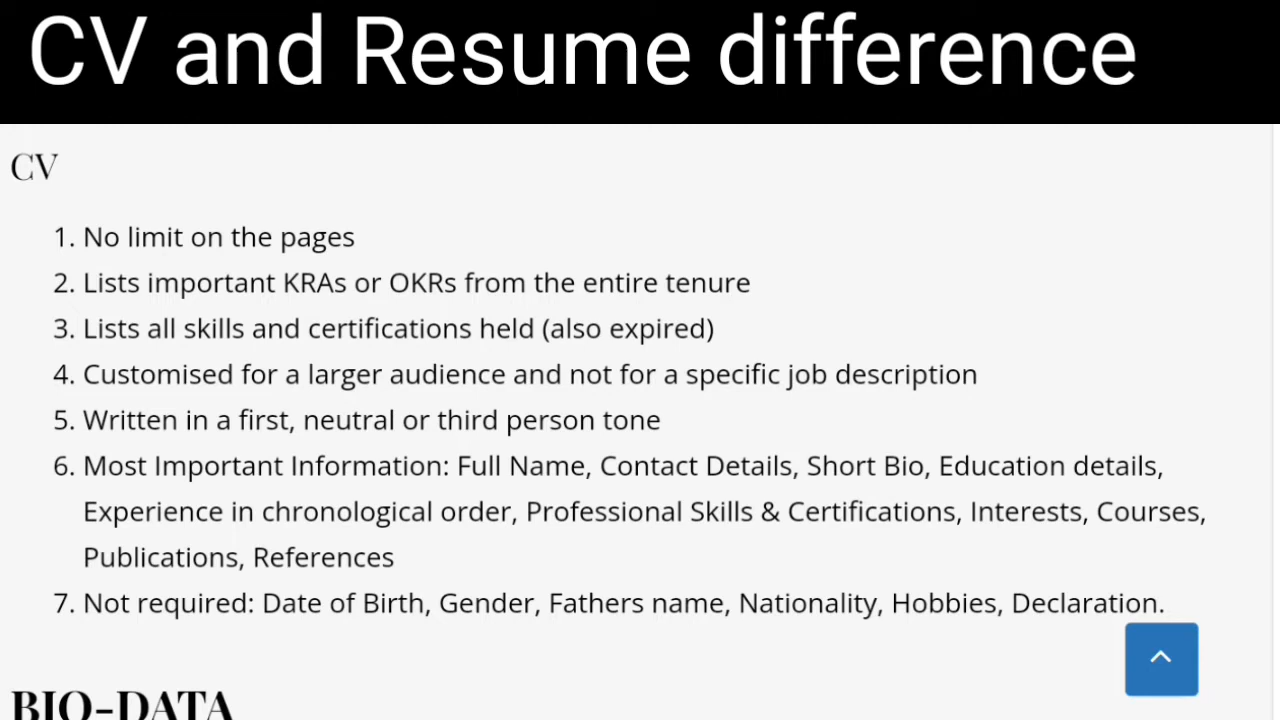 CV and Resume difference
CV
1. No limit on the pages
2. Lists important KRAs or OKRs from the entire tenure
3. Lists all skills and certifications held (also expired)
4. Customised for a larger audience and not for a specific job description
5. Written in a first, neutral or third person tone
6. Most Important Information: Full Name, Contact Details, Short Bio, Education details,
Experience in chronological order, Professional Skills & Certifications, Interests, Courses,
Publications, References
7. Not required: Date of Birth, Gender, Fathers name, Nationality, Hobbies, Declaration.
BIO-DATA